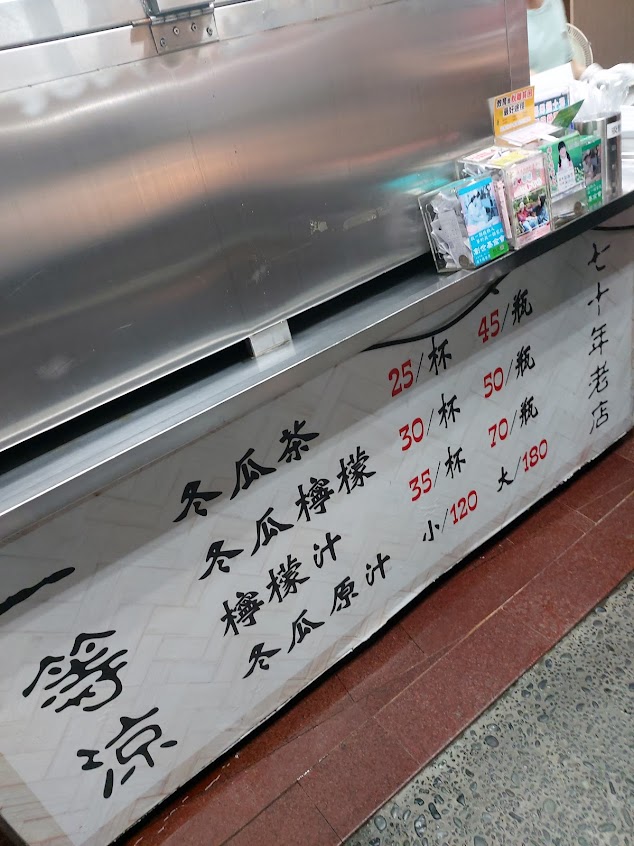 一等涼
冬瓜茶 25/杯 45/瓶
冬瓜檸檬 30/杯 50/瓶
檸檬汁 35/杯 70/瓶
冬瓜原汁 小/120 大/180
七十年老店